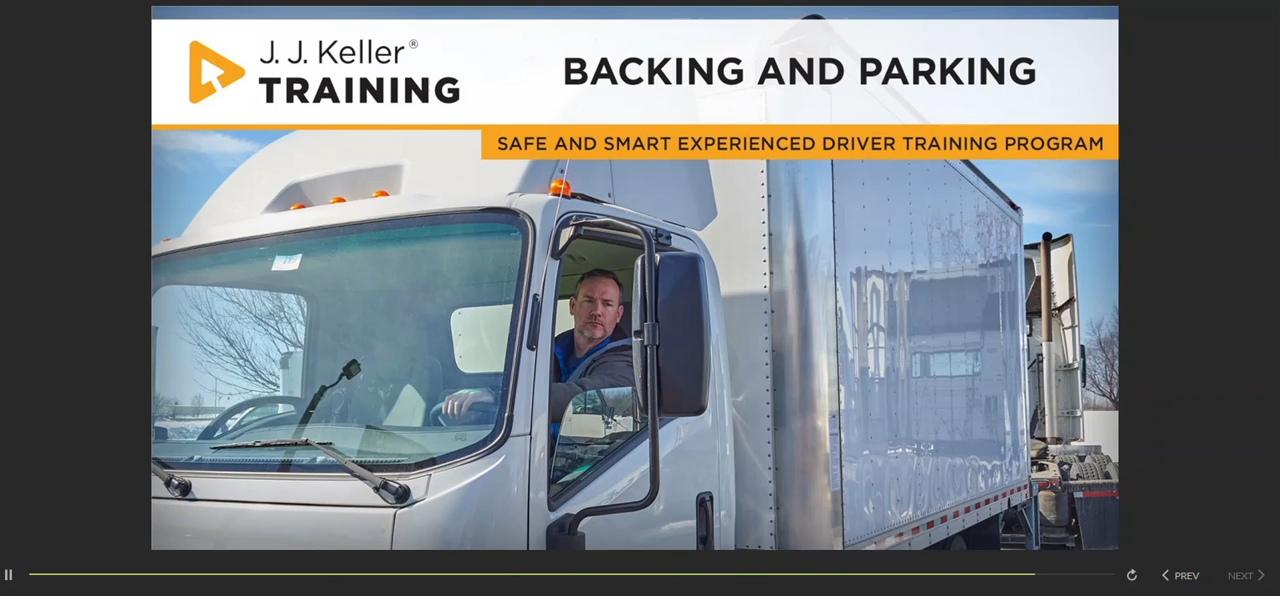 J. J. Keller®
TRAINING
BACKING AND PARKING
SAFE AND SMART EXPERIENCED DRIVER TRAINING PROGRAM
PREV
NEXT